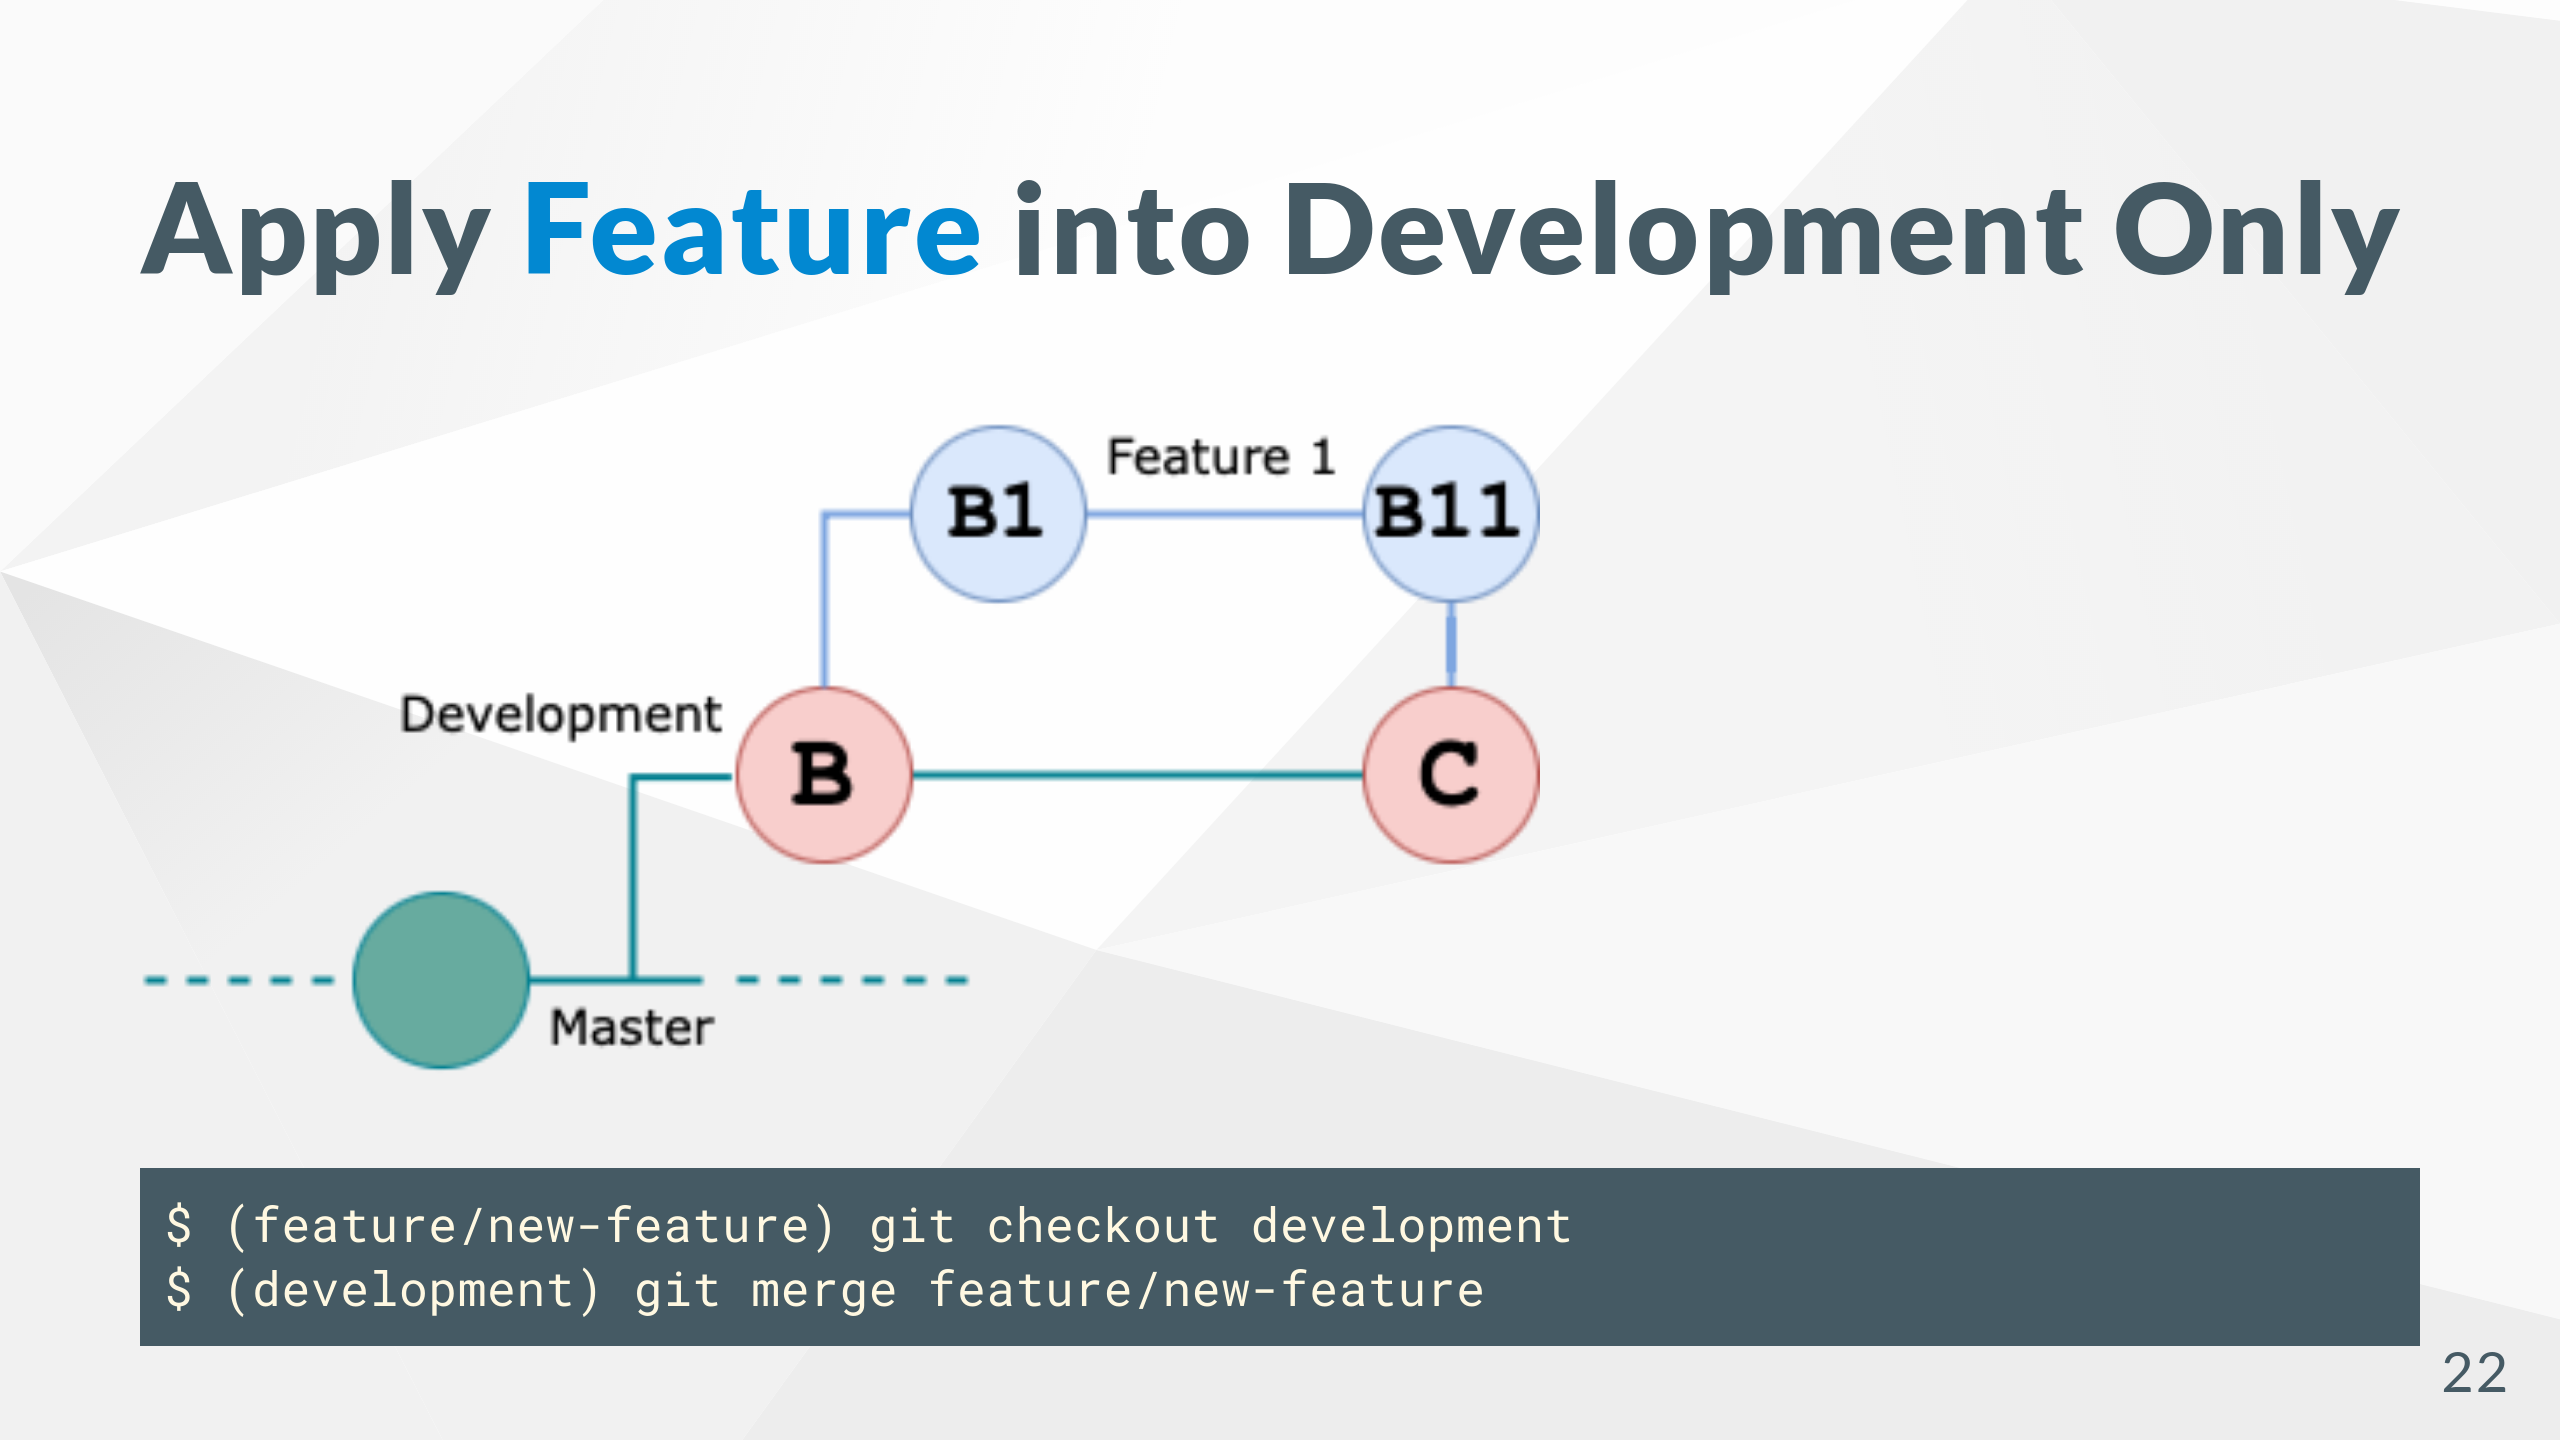 Apply Feature into Development Only
B1
Feature 1
B11
Development
B
C
Master
$ (feature/new-feature) git checkout development
$ (development) git merge feature/new-feature
22